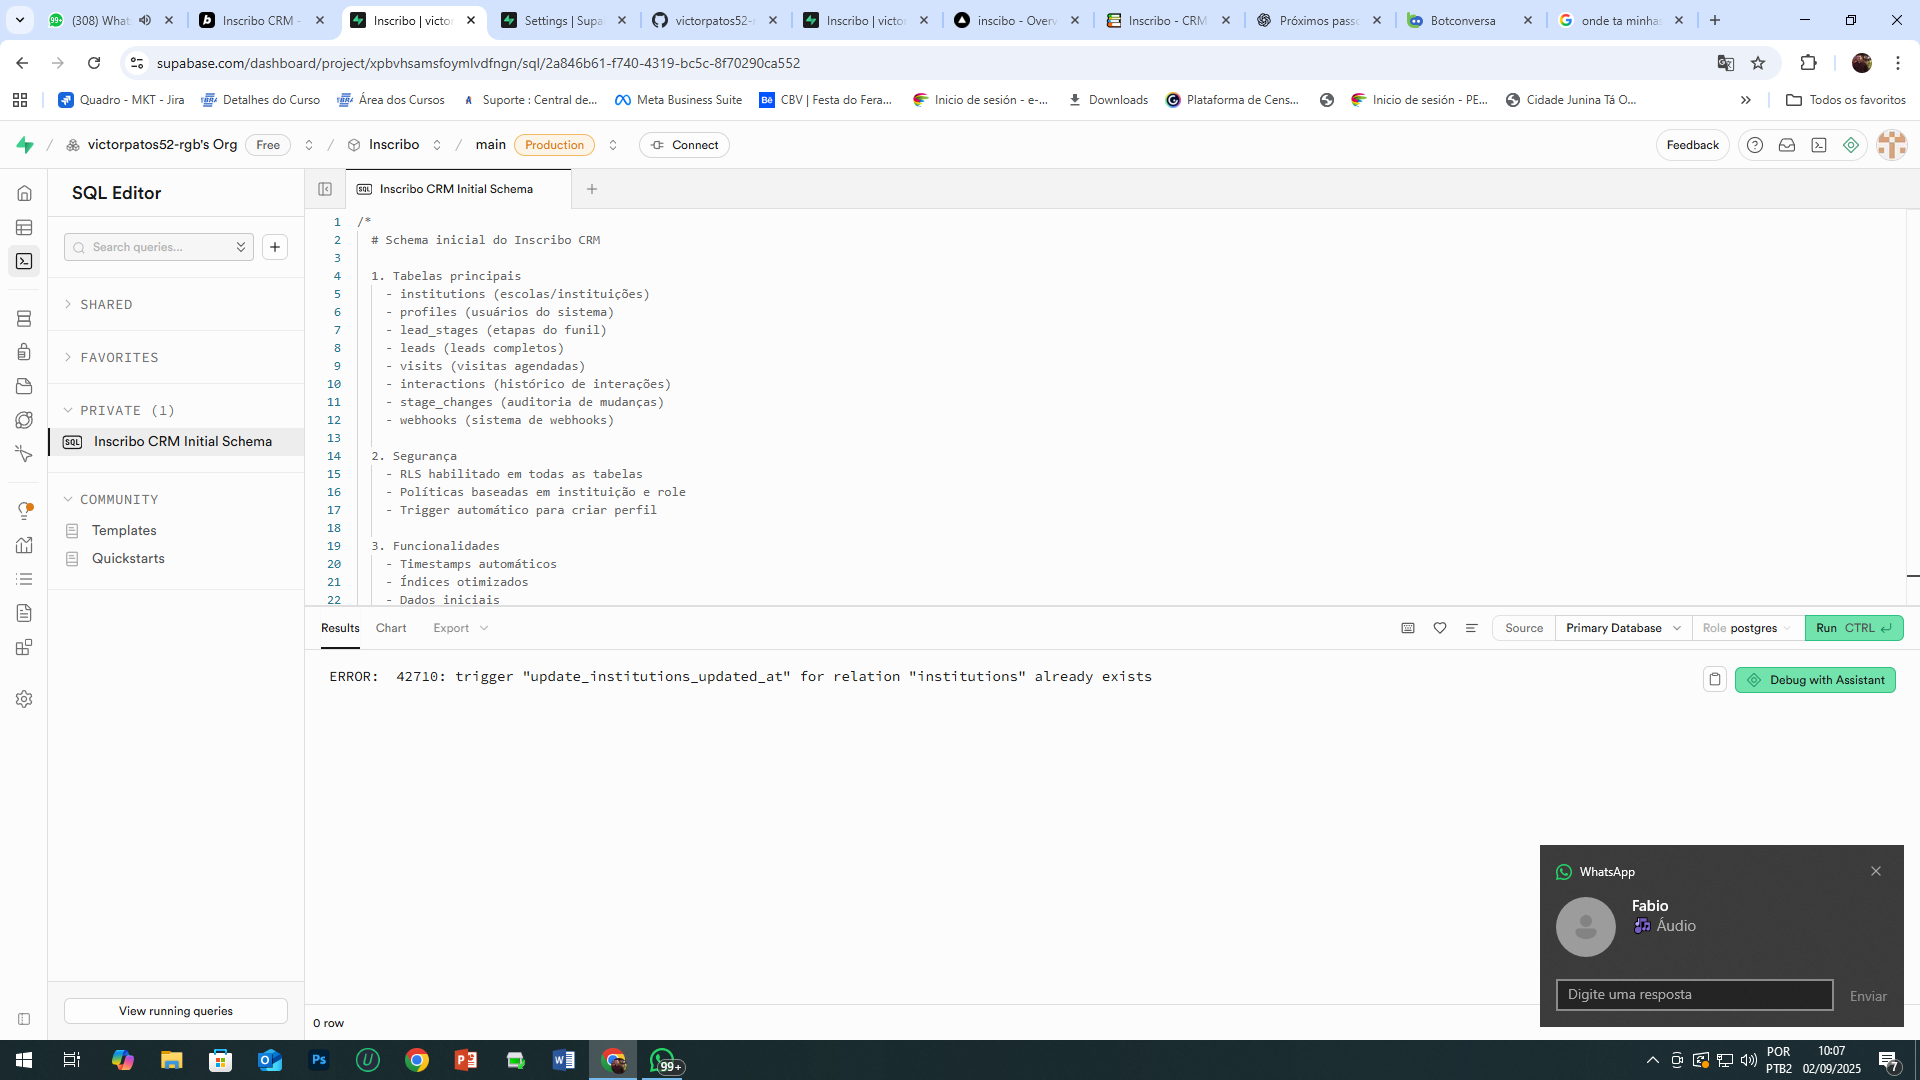 (308) Whats
Inscribo CRM -
Inscribo | victor
Settings | Supa
victorpatos52-r
Inscribo | victor
inscibo - Overv
Inscribo - CRM
Próximos passo
Botconversa
onde ta minhas
supabase.com/dashboard/project/xpbvhsamsfoymlvdfngn/sql/2a846b61-f740-4319-bc5c-8f70290ca552
Quadro - MKT - Jira
Detalhes do Curso
Área dos Cursos
Suporte : Central de...
Meta Business Suite
CBV | Festa do Fera...
Inicio de sesión - e-...
Downloads
Plataforma de Cens...
Inicio de sesión - PE...
Cidade Junina Tá O...
Todos os favoritos
victorpatos52-rgb's Org
Free
Inscribo
main
Production
Connect
Feedback
SQL Editor
Search queries...
SHARED
FAVORITES
PRIVATE (1)
SQL Inscribo CRM Initial Schema
COMMUNITY
Templates
Quickstarts
View running queries
SQL Inscribo CRM Initial Schema
1 /*
2 # Schema inicial do Inscribo CRM
3
4 1. Tabelas principais
5 - institutions (escolas/instituições)
6 - profiles (usuários do sistema)
7 - lead_stages (etapas do funil)
8 - leads (leads completos)
9 - visits (visitas agendadas)
10 - interactions (histórico de interações)
11 - stage_changes (auditoria de mudanças)
12 - webhooks (sistema de webhooks)
13
14 2. Segurança
15 - RLS habilitado em todas as tabelas
16 - Políticas baseadas em instituição e role
17 - Trigger automático para criar perfil
18
19 3. Funcionalidades
20 - Timestamps automáticos
21 - Índices otimizados
22 - Dados iniciais
Results
Chart
Export
Source
Primary Database
Role postgres
Run CTRL
ERROR: 42710: trigger "update_institutions_updated_at" for relation "institutions" already exists
Debug with Assistant
WhatsApp
Fabio
Áudio
Digite uma resposta
Enviar
0 row
99+
POR
PTB2
10:07
02/09/2025
7